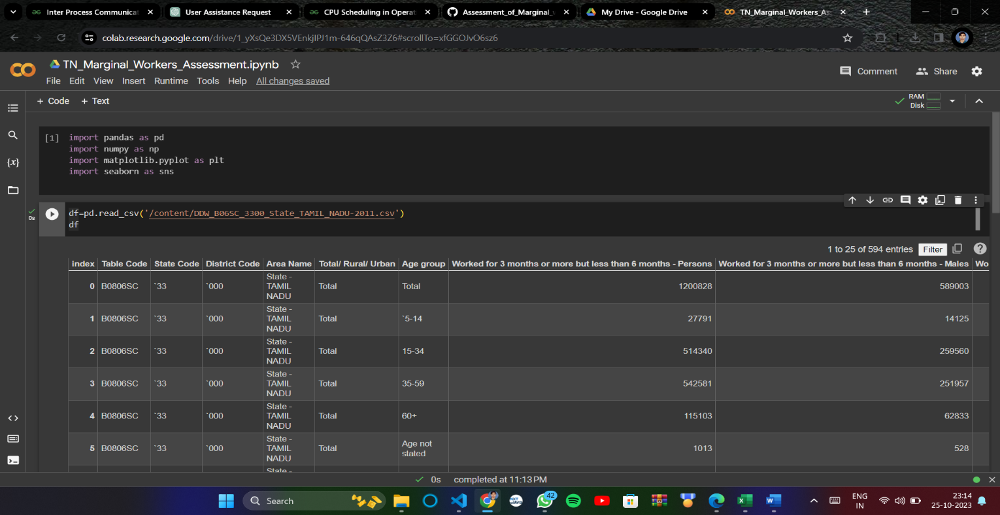 Inter Process Communicat
User Assistance Request
CPU Scheduling in Operat
Assessment_of_Marginal_
My Drive - Google Drive
TN_Marginal_Workers_As
colab.research.google.com/drive/1_yXsQe3DX5VEnkjIPJ1m-646qQAsZ3Z6#scrollTo=xfGGOJvO6sz6
TN_Marginal_Workers_Assessment.ipynb
File Edit View Insert Runtime Tools Help All changes saved
Comment
Share
+ Code + Text
RAM
Disk
[1] import pandas as pd
import numpy as np
import matplotlib.pyplot as plt
import seaborn as sns
0s
df=pd.read_csv('/content/DDW_B06SC_3300_State_TAMIL_NADU-2011.csv')
df
1 to 25 of 594 entries Filter
index Table Code State Code District Code Area Name Total/ Rural/ Urban Age group Worked for 3 months or more but less than 6 months - Persons Worked for 3 months or more but less than 6 months - Males Wo
0 B0806SC `33 `000 State - TAMIL NADU Total Total 1200828 589003
1 B0806SC `33 `000 State - TAMIL NADU Total `5-14 27791 14125
2 B0806SC `33 `000 State - TAMIL NADU Total 15-34 514340 259560
3 B0806SC `33 `000 State - TAMIL NADU Total 35-59 542581 251957
4 B0806SC `33 `000 State - TAMIL NADU Total 60+ 115103 62833
5 B0806SC `33 `000 State - TAMIL NADU Total Age not stated 1013 528
State -
0s completed at 11:13 PM
Search
42
ENG
IN
23:14
25-10-2023